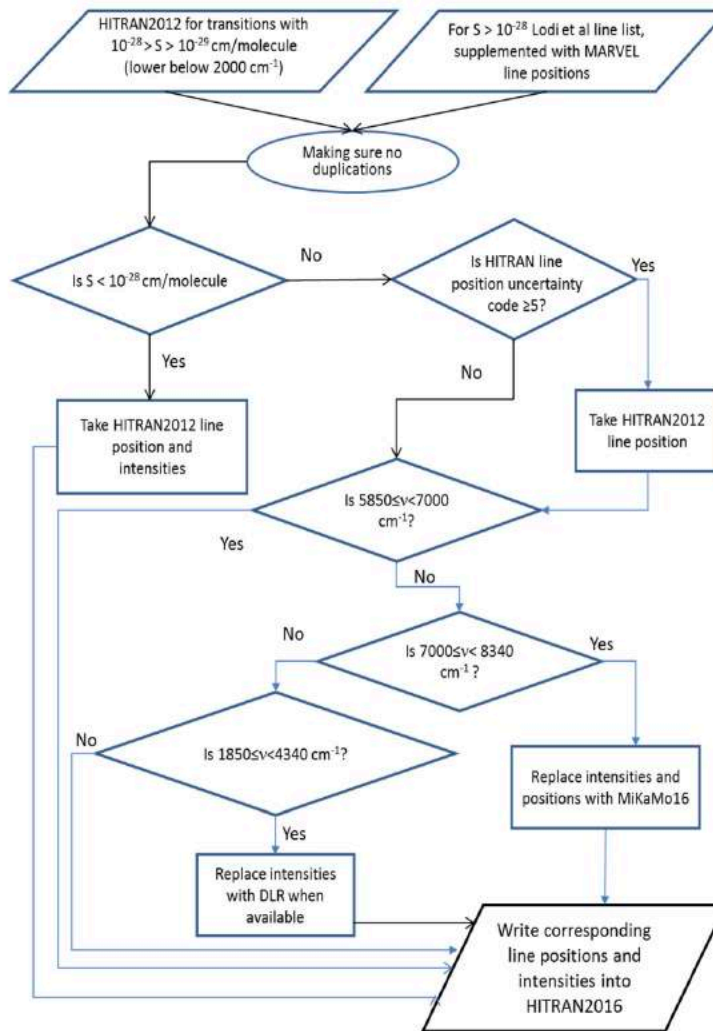 HITRAN2012 for transitions with
10⁻²⁸> S > 10⁻²⁹ cm/molecule
(lower below 2000 cm⁻¹)
For S > 10⁻²⁸ Lodi et al line list,
supplemented with MARVEL
line positions
Making sure no
duplications
Is S < 10⁻²⁸ cm/molecule
No
Is HITRAN line
position uncertainty
code ≥5?
Yes
Yes
No
Take HITRAN2012 line
position and
intensities
Take HITRAN2012
line position
Is 5850≤ν<7000
cm⁻¹?
Yes
No
No
Is 7000≤ν< 8340
cm⁻¹ ?
Yes
No
Is 1850≤ν<4340 cm⁻¹?
Replace intensities and
positions with MiKaMo16
Yes
Replace intensities
with DLR when
available
Write corresponding
line positions and
intensities into
HITRAN2016